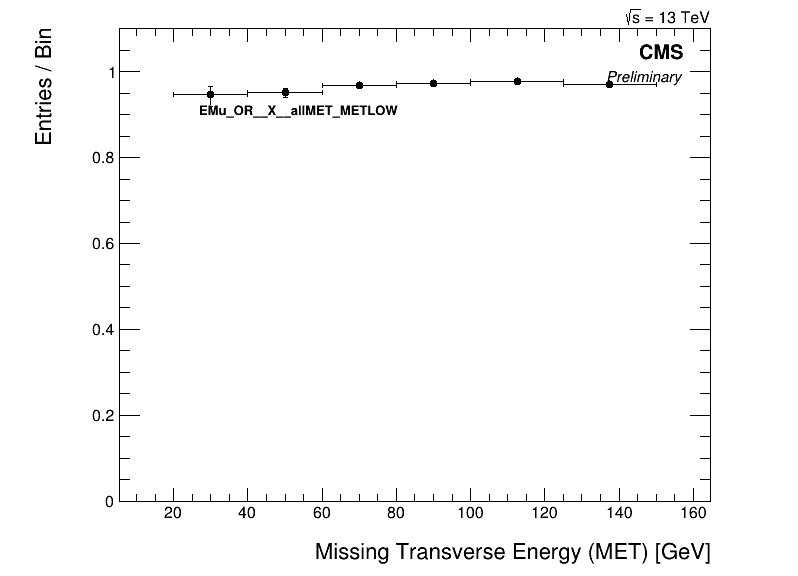 √s = 13 TeV
CMS
Preliminary
Entries / Bin
1
0.8
0.6
0.4
0.2
0
EMu_OR__X__allMET_METLOW
20 40 60 80 100 120 140 160
Missing Transverse Energy (MET) [GeV]